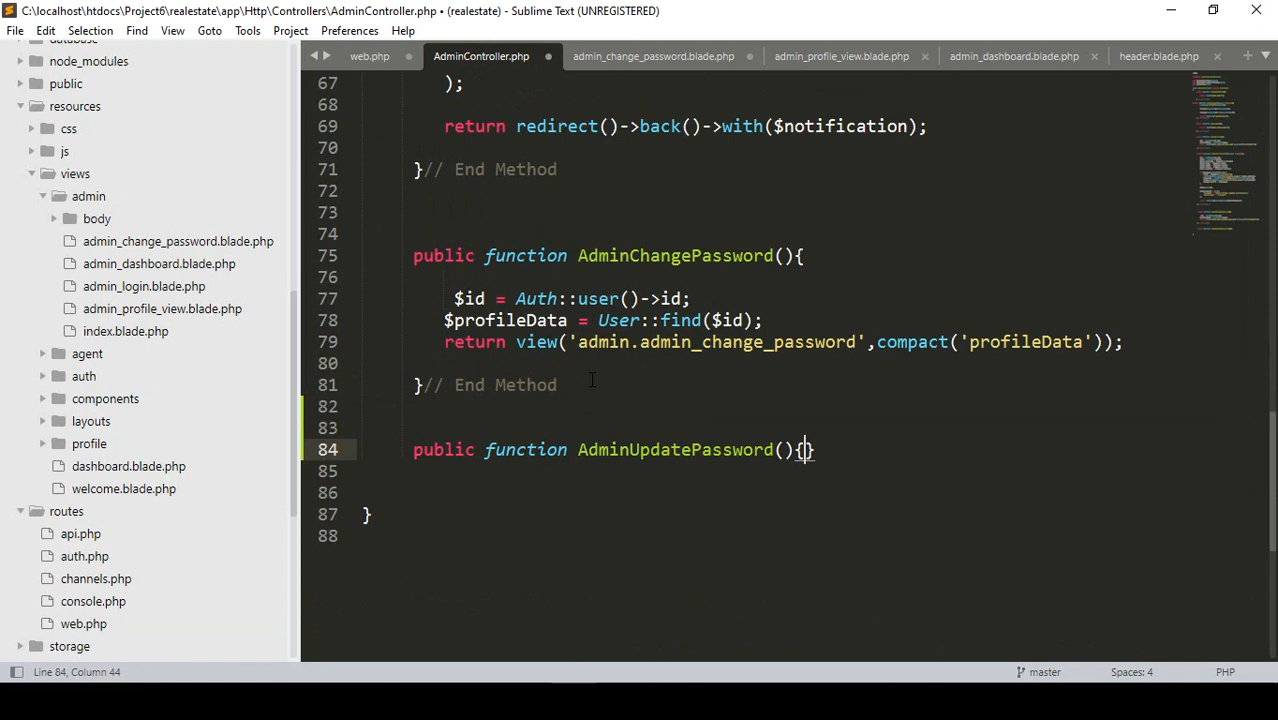 C:\localhost\htdocs\Project6\realestate\app\Http\Controllers\AdminController.php • (realestate) - Sublime Text (UNREGISTERED)
File Edit Selection Find View Goto Tools Project Preferences Help
node_modules
public
resources
css
js
views
admin
body
admin_change_password.blade.php
admin_dashboard.blade.php
admin_login.blade.php
admin_profile_view.blade.php
index.blade.php
agent
auth
components
layouts
profile
dashboard.blade.php
welcome.blade.php
routes
api.php
auth.php
channels.php
console.php
web.php
storage
web.php AdminController.php admin_change_password.blade.php admin_profile_view.blade.php admin_dashboard.blade.php header.blade.php
67 );
68
69 return redirect()->back()->with($notification);
70
71 }// End Method
72
73
74
75 public function AdminChangePassword(){
76
77 $id = Auth::user()->id;
78 $profileData = User::find($id);
79 return view('admin.admin_change_password',compact('profileData'));
80
81 }// End Method
82
83
84 public function AdminUpdatePassword(){}
85
86
87 }
88
Line 84, Column 44 master Spaces: 4 PHP